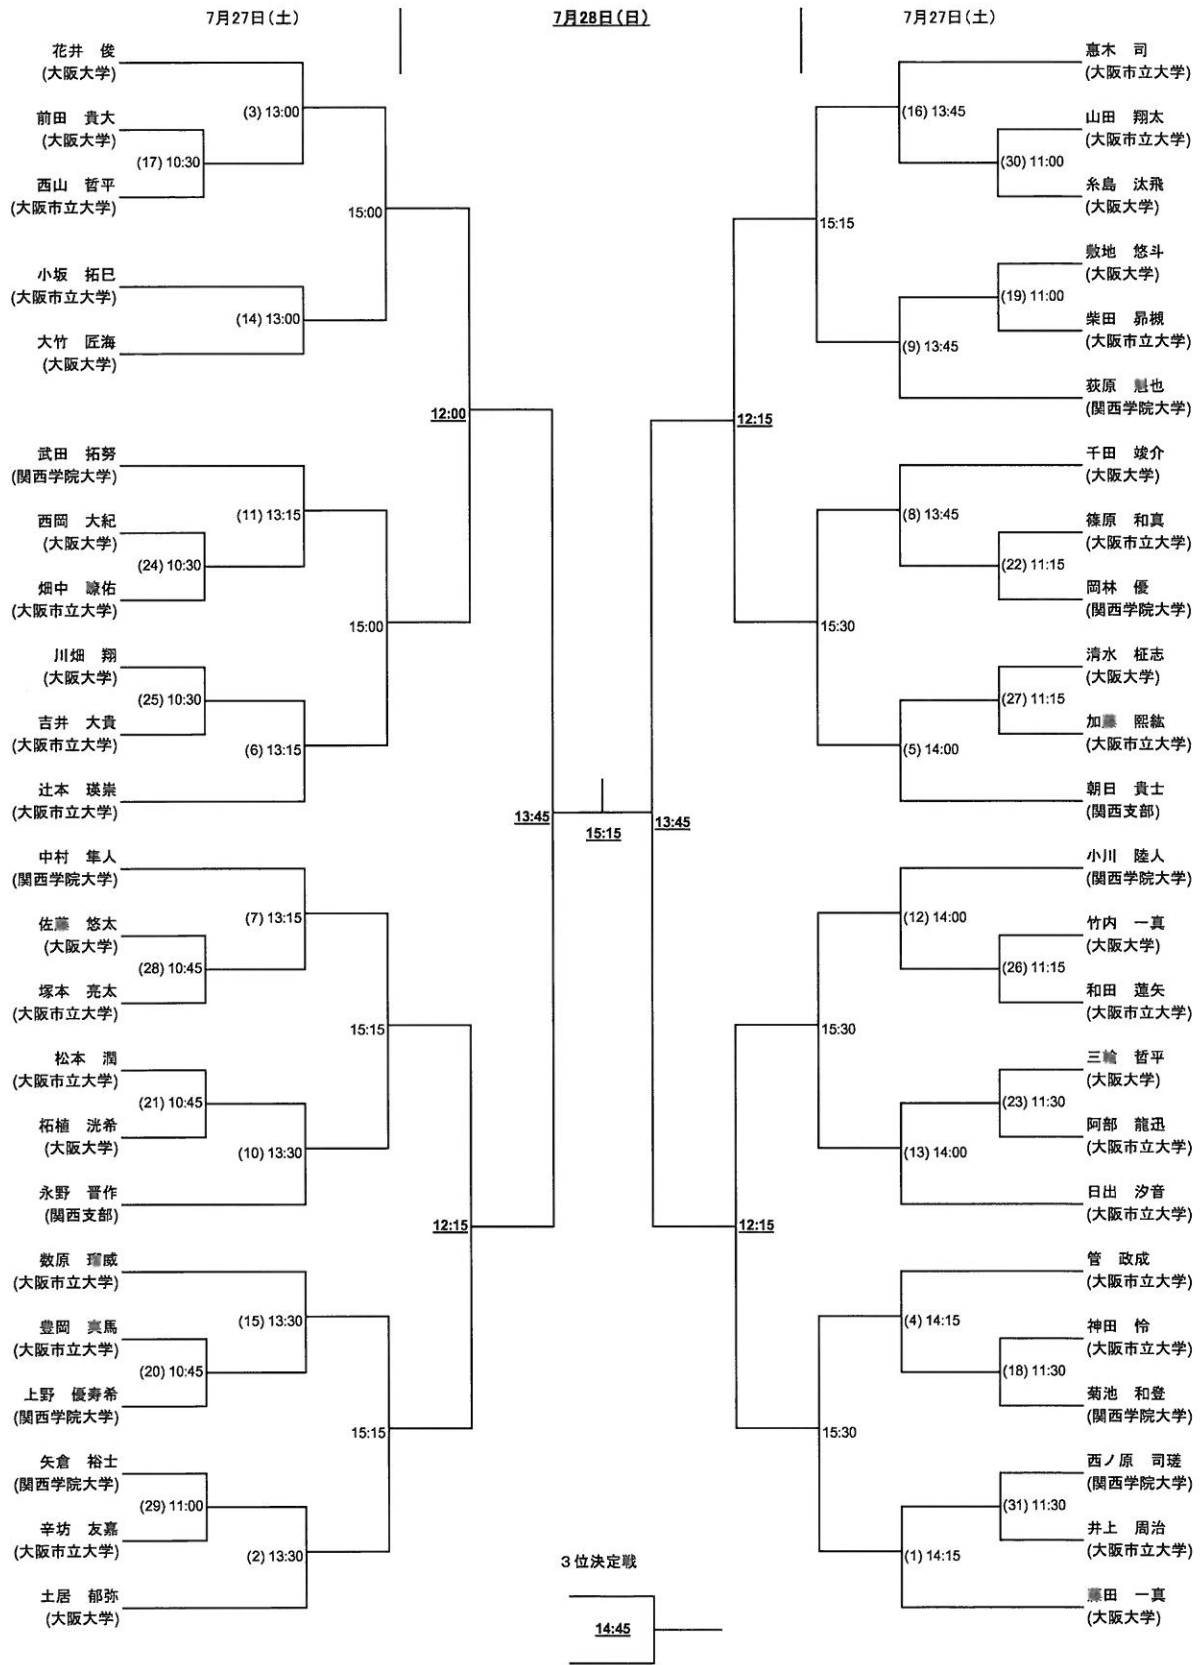 7月27日(土)
7月28日(日)
7月27日(土)
花井 俊
(大阪大学)
(3) 13:00
前田 貴大
(大阪大学)
(17) 10:30
西山 哲平
(大阪市立大学)
15:00
小坂 拓巳
(大阪市立大学)
(14) 13:00
大竹 匠海
(大阪大学)
12:00
武田 拓努
(関西学院大学)
(11) 13:15
西岡 大紀
(大阪大学)
(24) 10:30
畑中 諒佑
(大阪市立大学)
15:00
川畑 翔
(大阪大学)
(25) 10:30
吉井 大貴
(大阪市立大学)
(6) 13:15
辻本 瑛崇
(大阪市立大学)
13:45
中村 隼人
(関西学院大学)
(7) 13:15
佐藤 悠太
(大阪大学)
(28) 10:45
塚本 亮太
(大阪市立大学)
15:15
松本 潤
(大阪市立大学)
(21) 10:45
柘植 洸希
(大阪大学)
(10) 13:30
永野 晋作
(関西支部)
12:15
数原 瑠威
(大阪市立大学)
(15) 13:30
豊岡 爽馬
(大阪市立大学)
(20) 10:45
上野 優寿希
(関西学院大学)
15:15
矢倉 裕士
(関西学院大学)
(29) 11:00
辛坊 友嘉
(大阪市立大学)
(2) 13:30
土居 郁弥
(大阪大学)
15:15
3位決定戦
14:45
惠木 司
(大阪市立大学)
(16) 13:45
山田 翔太
(大阪市立大学)
(30) 11:00
糸島 汰飛
(大阪大学)
15:15
敷地 悠斗
(大阪大学)
(19) 11:00
柴田 昴槻
(大阪市立大学)
(9) 13:45
荻原 魁也
(関西学院大学)
12:15
千田 竣介
(大阪大学)
(8) 13:45
篠原 和真
(大阪市立大学)
(22) 11:15
岡林 優
(関西学院大学)
15:30
清水 柾志
(大阪大学)
(27) 11:15
加藤 熙紘
(大阪市立大学)
(5) 14:00
朝日 貴士
(関西支部)
13:45
小川 陸人
(関西学院大学)
(12) 14:00
竹内 一真
(大阪大学)
(26) 11:15
和田 蓮矢
(大阪市立大学)
15:30
三輪 哲平
(大阪大学)
(23) 11:30
阿部 龍迅
(大阪市立大学)
(13) 14:00
日出 汐音
(大阪市立大学)
12:15
管 政成
(大阪市立大学)
(4) 14:15
神田 怜
(大阪市立大学)
(18) 11:30
菊池 和登
(関西学院大学)
15:30
西ノ原 司瑳
(関西学院大学)
(31) 11:30
井上 周治
(大阪市立大学)
(1) 14:15
藤田 一真
(大阪大学)